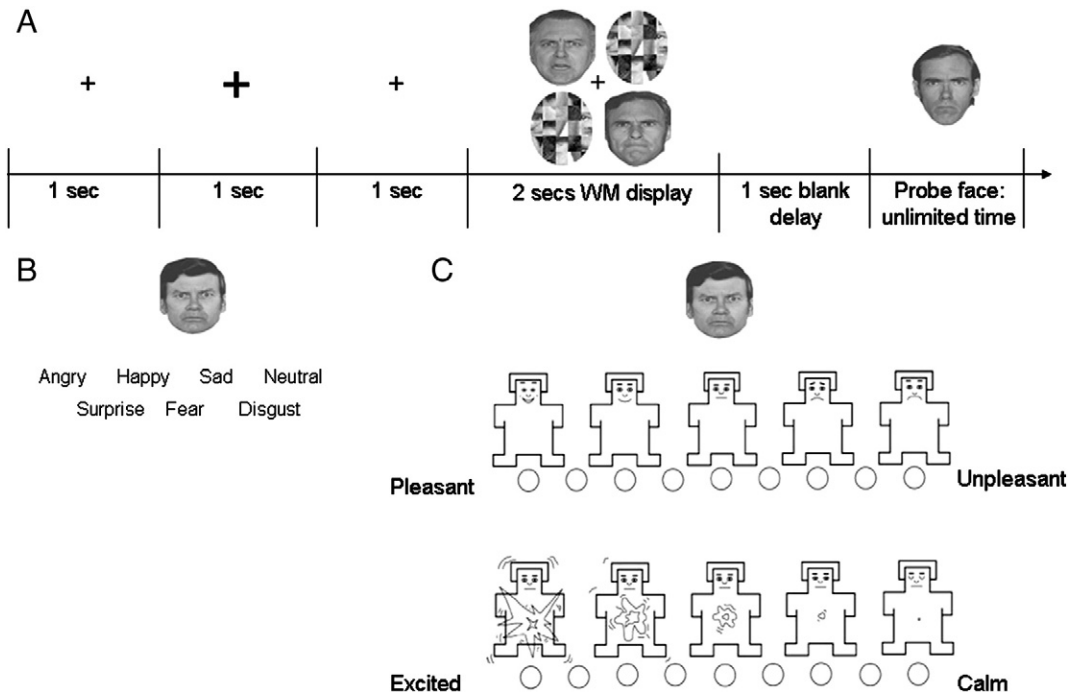 A
1 sec
1 sec
1 sec
2 secs WM display
1 sec blank
delay
Probe face:
unlimited time
B
Angry Happy Sad Neutral
Surprise Fear Disgust
C
Pleasant
Unpleasant
Excited
Calm